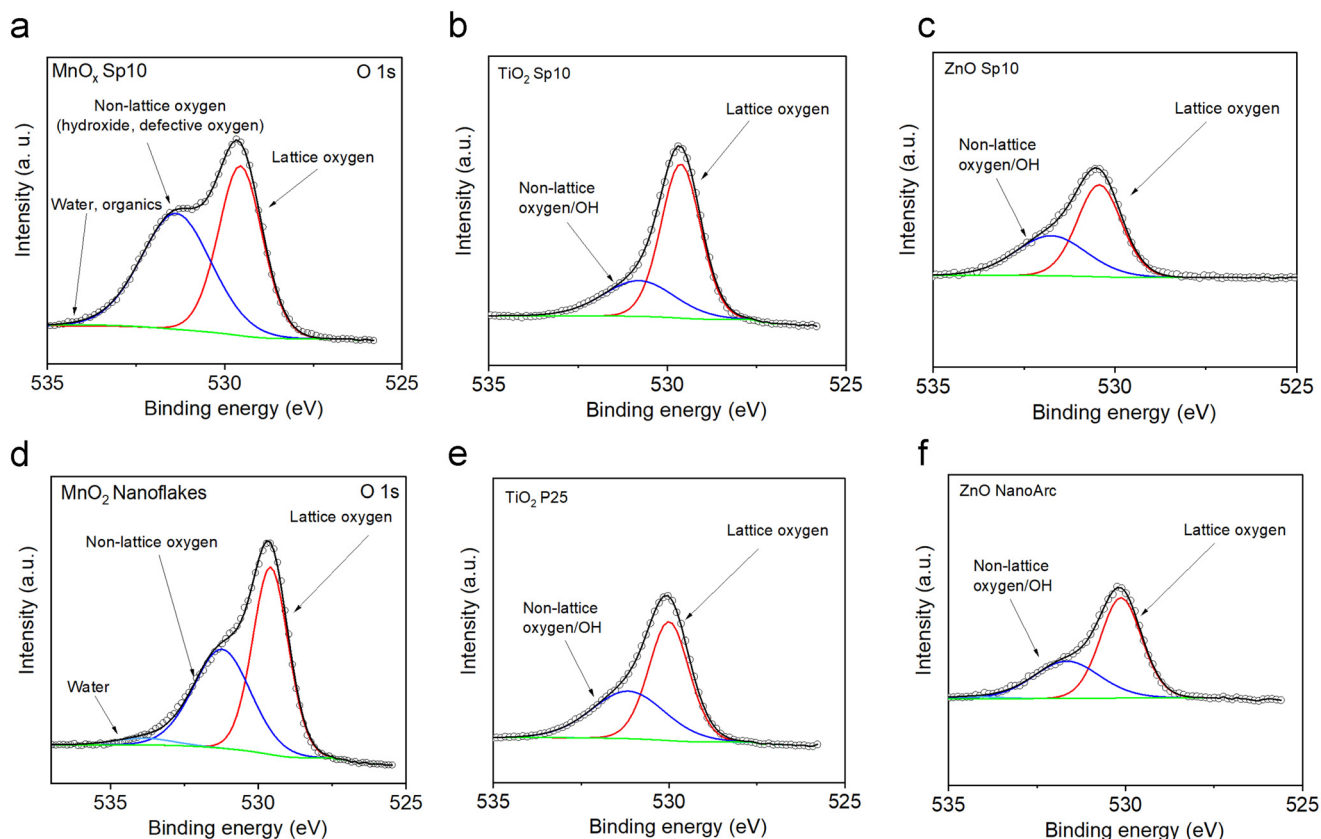 a
MnOₓ Sp10
O 1s
Non-lattice oxygen
(hydroxide, defective oxygen)
Lattice oxygen
Water, organics
Intensity (a. u.)
535
530
525
Binding energy (eV)
b
TiO₂ Sp10
Lattice oxygen
Non-lattice
oxygen/OH
Intensity (a.u.)
535
530
525
Binding energy (eV)
c
ZnO Sp10
Lattice oxygen
Non-lattice
oxygen/OH
Intensity (a.u.)
535
530
525
Binding energy (eV)
d
MnO₂ Nanoflakes
O 1s
Lattice oxygen
Non-lattice oxygen
Water
Intensity (a.u.)
535
530
525
Binding energy (eV)
e
TiO₂ P25
Lattice oxygen
Non-lattice
oxygen/OH
Intensity (a.u.)
535
530
525
Binding energy (eV)
f
ZnO NanoArc
Lattice oxygen
Non-lattice
oxygen/OH
Intensity (a.u.)
535
530
525
Binding energy (eV)